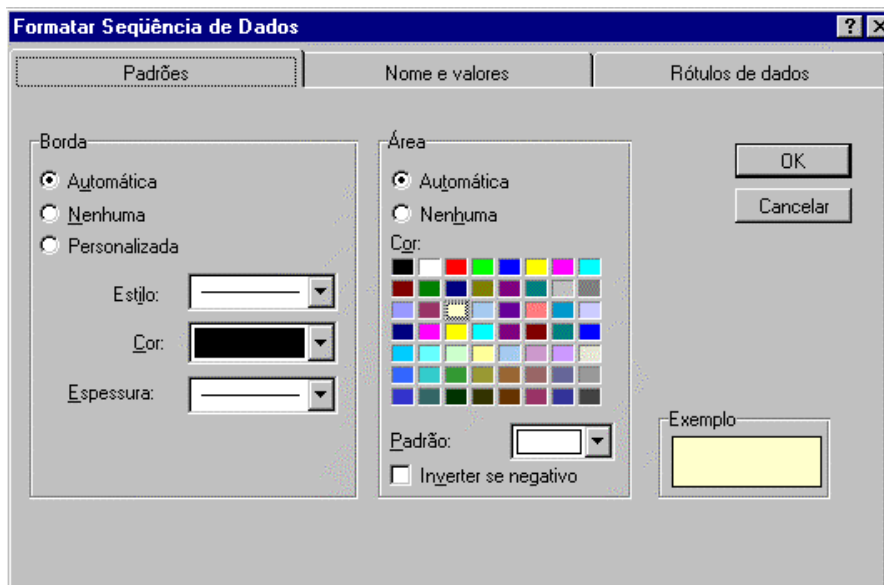 Formatar Seqüência de Dados
Padrões
Nome e valores
Rótulos de dados
Borda
Automática
Nenhuma
Personalizada
Estilo:
Cor:
Espessura:
Área
Automática
Nenhuma
Cor:
Padrão:
Inverter se negativo
OK
Cancelar
Exemplo